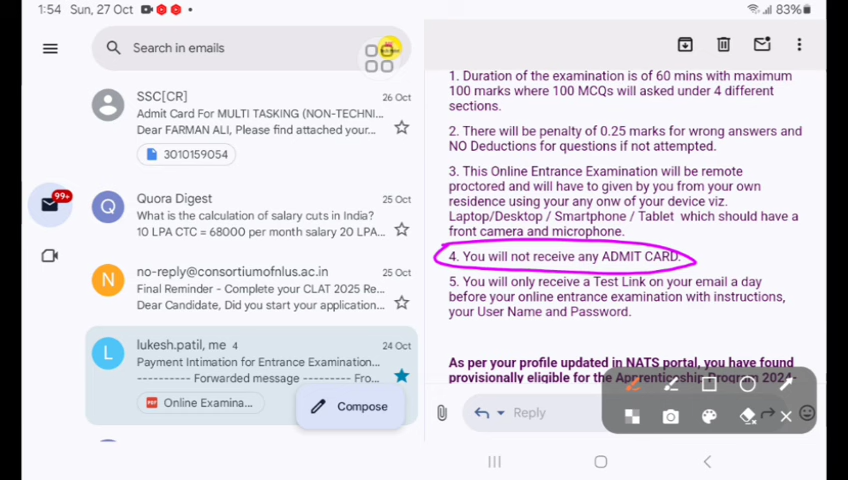 1:54 Sun, 27 Oct
83%
Search in emails
SSC[CR]
26 Oct
Admit Card For MULTI TASKING (NON-TECHNI...
Dear FARMAN ALI, Please find attached your...
3010159054
99+
Quora Digest
25 Oct
What is the calculation of salary cuts in India?
10 LPA CTC = 68000 per month salary 20 LPA...
no-reply@consortiumofnlus.ac.in
25 Oct
Final Reminder - Complete your CLAT 2025 Re...
Dear Candidate, Did you start your application...
lukesh.patil, me 4
24 Oct
Payment Intimation for Entrance Examination...
---------- Forwarded message --------- Fro...
Online Examina...
Compose
1. Duration of the examination is of 60 mins with maximum
100 marks where 100 MCQs will asked under 4 different
sections.
2. There will be penalty of 0.25 marks for wrong answers and
NO Deductions for questions if not attempted.
3. This Online Entrance Examination will be remote
proctored and will have to given by you from your own
residence using your any onw of your device viz.
Laptop/Desktop / Smartphone / Tablet which should have a
front camera and microphone.
4. You will not receive any ADMIT CARD.
5. You will only receive a Test Link on your email a day
before your online entrance examination with instructions,
your User Name and Password.
As per your profile updated in NATS portal, you have found
provisionally eligible for the Apprenticeship Program 2024-
Reply
S
Q
N
L